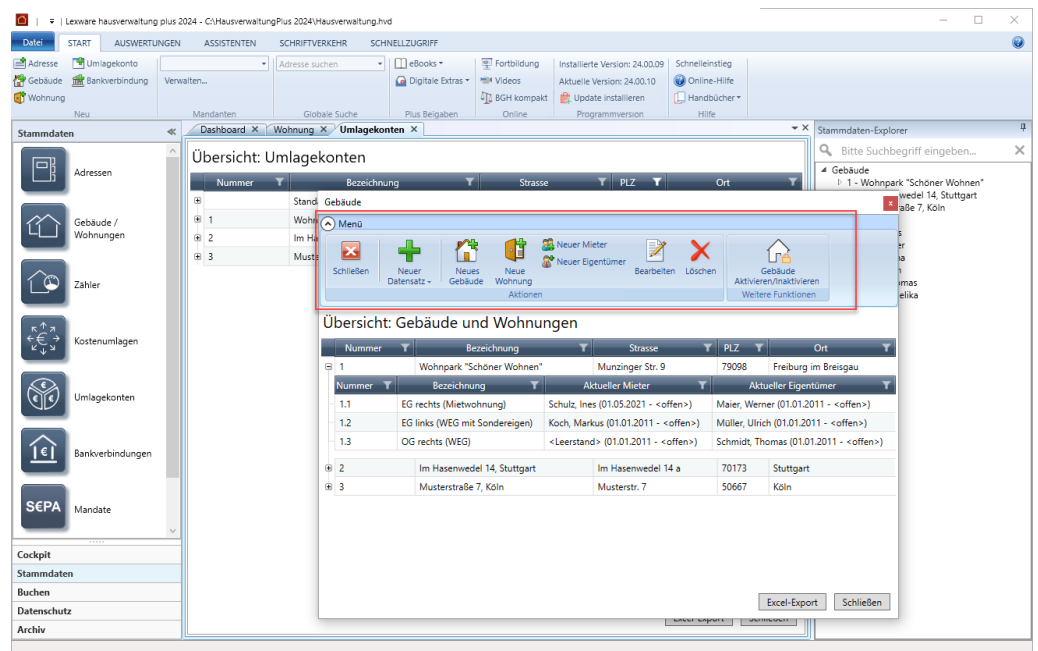 | Lexware hausverwaltung plus 2024 - C:\HausverwaltungPlus 2024\Hausverwaltung.hvd
Datei START AUSWERTUNGEN ASSISTENTEN SCHRIFTVERKEHR SCHNELLZUGRIFF
Adresse Umlagekonto Adresse suchen eBooks Fortbildung Installierte Version: 24.00.09 Schnelleinstieg
Gebäude Bankverbindung Verwalten... Digitale Extras Videos Aktuelle Version: 24.00.10 Online-Hilfe
Wohnung BGH kompakt Update installieren Handbücher
Neu Mandanten Globale Suche Plus Beigaben Online Programmversion Hilfe
Stammdaten
Adressen
Gebäude /
Wohnungen
Zähler
Kostenumlagen
Umlagekonten
Bankverbindungen
S€PA Mandate
Cockpit
Stammdaten
Buchen
Datenschutz
Archiv
Dashboard X Wohnung X Umlagekonten X
Übersicht: Umlagekonten
Nummer Bezeichnung Strasse PLZ Ort
Stand
1 Wohn
2 Im Ha
3 Must
Stammdaten-Explorer
Bitte Suchbegriff eingeben...
Gebäude
1 - Wohnpark "Schöner Wohnen"
wedel 14, Stuttgart
aße 7, Köln
s
er
a
n
omas
elika
Gebäude x
Menü
Schließen Neuer Datensatz Neues Gebäude Neue Wohnung Neuer Mieter Neuer Eigentümer Bearbeiten Löschen Gebäude Aktivieren/Inaktivieren
Aktionen Weitere Funktionen
Übersicht: Gebäude und Wohnungen
Nummer Bezeichnung Strasse PLZ Ort
1 Wohnpark "Schöner Wohnen" Munzinger Str. 9 79098 Freiburg im Breisgau
Nummer Bezeichnung Aktueller Mieter Aktueller Eigentümer
1.1 EG rechts (Mietwohnung) Schulz, Ines (01.05.2021 - <offen>) Maier, Werner (01.01.2011 - <offen>)
1.2 EG links (WEG mit Sondereigen) Koch, Markus (01.01.2011 - <offen>) Müller, Ulrich (01.01.2011 - <offen>)
1.3 OG rechts (WEG) <Leerstand> (01.01.2011 - <offen>) Schmidt, Thomas (01.01.2011 - <offen>)
2 Im Hasenwedel 14, Stuttgart Im Hasenwedel 14 a 70173 Stuttgart
3 Musterstraße 7, Köln Musterstr. 7 50667 Köln
Excel-Export Schließen